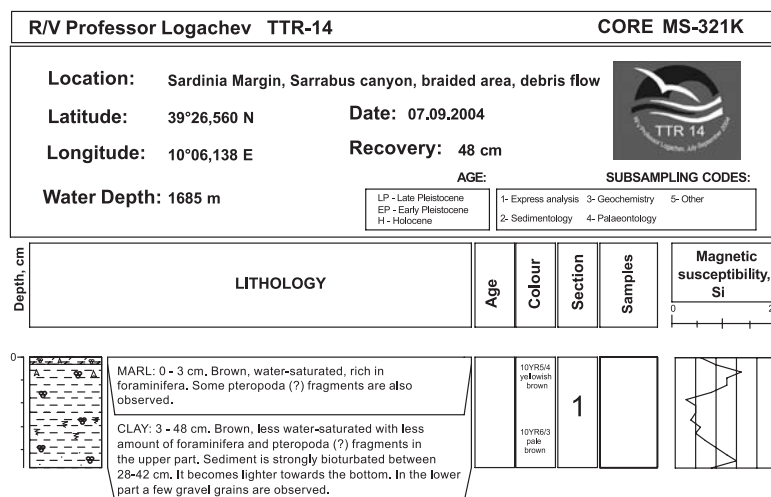 R/V Professor Logachev TTR-14 CORE MS-321K
Location: Sardinia Margin, Sarrabus canyon, braided area, debris flow
Latitude: 39°26,560 N Date: 07.09.2004
Longitude: 10°06,138 E Recovery: 48 cm
Water Depth: 1685 m
TTR 14
R/V Professor Logachev, July-September 2004
AGE:
LP - Late Pleistocene
EP - Early Pleistocene
H - Holocene
SUBSAMPLING CODES:
1- Express analysis 3- Geochemistry 5- Other
2- Sedimentology 4- Palaeontology
Depth, cm
LITHOLOGY
Age
Colour
Section
Samples
Magnetic
susceptibility,
Si
0 2
0
MARL: 0 - 3 cm. Brown, water-saturated, rich in
foraminifera. Some pteropoda (?) fragments are also
observed.
CLAY: 3 - 48 cm. Brown, less water-saturated with less
amount of foraminifera and pteropoda (?) fragments in
the upper part. Sediment is strongly bioturbated between
28-42 cm. It becomes lighter towards the bottom. In the lower
part a few gravel grains are observed.
10YR5/4
yellowish
brown
10YR6/3
pale
brown
1